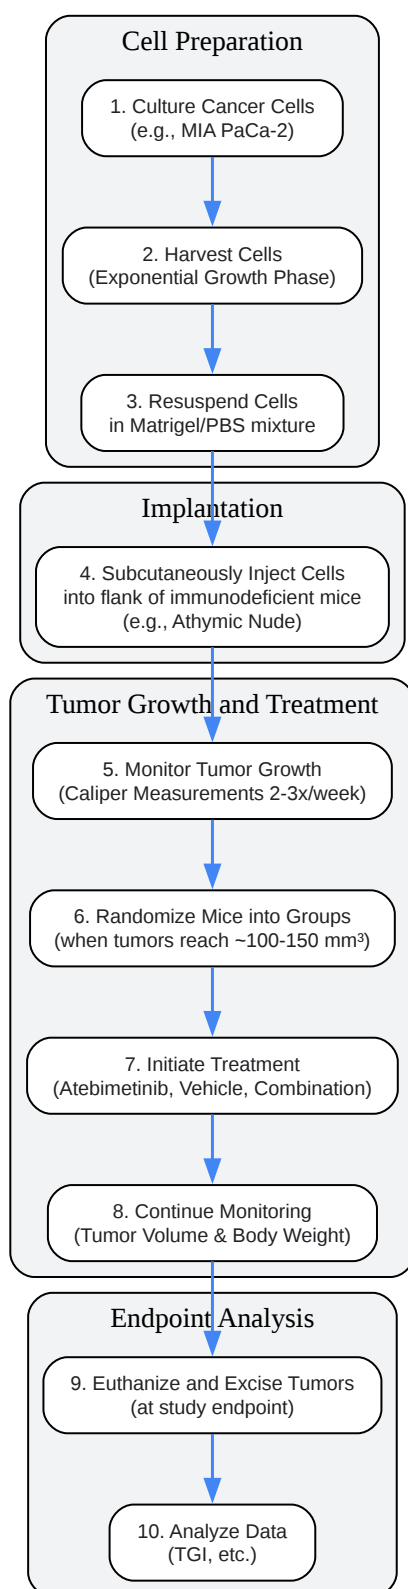 Cell Preparation
1. Culture Cancer Cells
(e.g., MIA PaCa-2)
2. Harvest Cells
(Exponential Growth Phase)
3. Resuspend Cells
in Matrigel/PBS mixture
Implantation
4. Subcutaneously Inject Cells
into flank of immunodeficient mice
(e.g., Athymic Nude)
Tumor Growth and Treatment
5. Monitor Tumor Growth
(Caliper Measurements 2-3x/week)
6. Randomize Mice into Groups
(when tumors reach ~100-150 mm³)
7. Initiate Treatment
(Atebimetinib, Vehicle, Combination)
8. Continue Monitoring
(Tumor Volume & Body Weight)
Endpoint Analysis
9. Euthanize and Excise Tumors
(at study endpoint)
10. Analyze Data
(TGI, etc.)